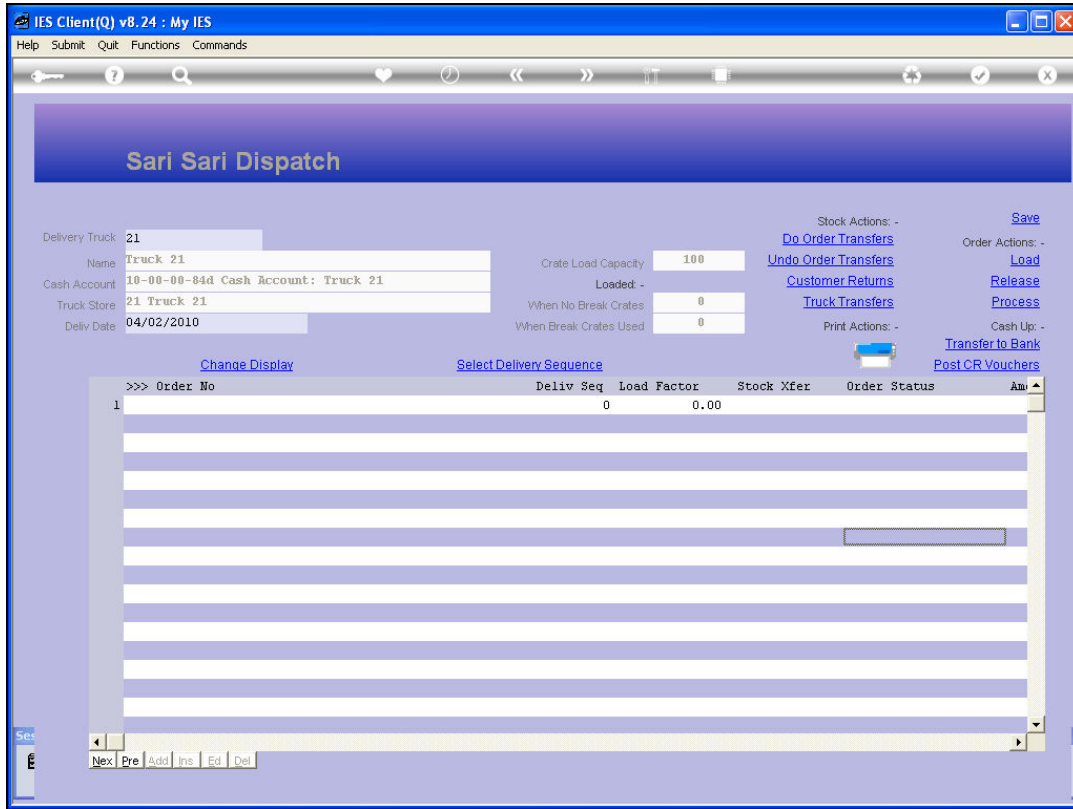 IES Client(Q) v8.24 : My IES
Help Submit Quit Functions Commands
Sari Sari Dispatch
Stock Actions: - Save
Delivery Truck 21 Do Order Transfers Order Actions: -
Name Truck 21 Crate Load Capacity 100 Undo Order Transfers Load
Cash Account 10-00-00-84d Cash Account: Truck 21 Loaded: - Customer Returns Release
Truck Store 21 Truck 21 When No Break Crates 0 Truck Transfers Process
Deliv Date 04/02/2010 When Break Crates Used 0 Print Actions: - Cash Up: -
Transfer to Bank
Change Display Select Delivery Sequence Post CR Vouchers
>>> Order No Deliv Seq Load Factor Stock Xfer Order Status Am
1 0 0.00
Ses
Nex Pre Add Ins Ed Del